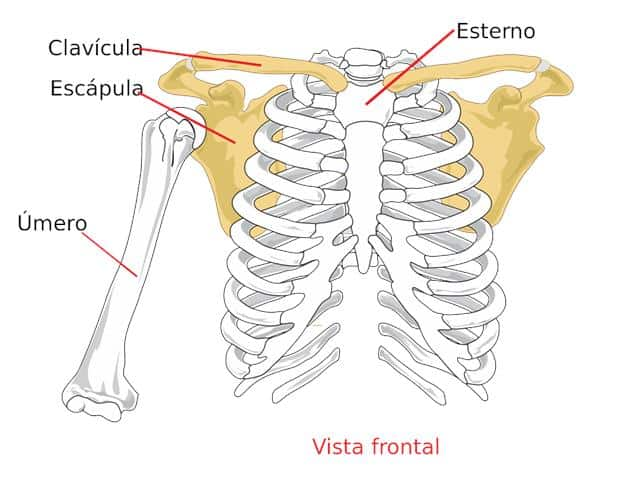 Esterno
Clavícula
Escápula
Úmero
Vista frontal